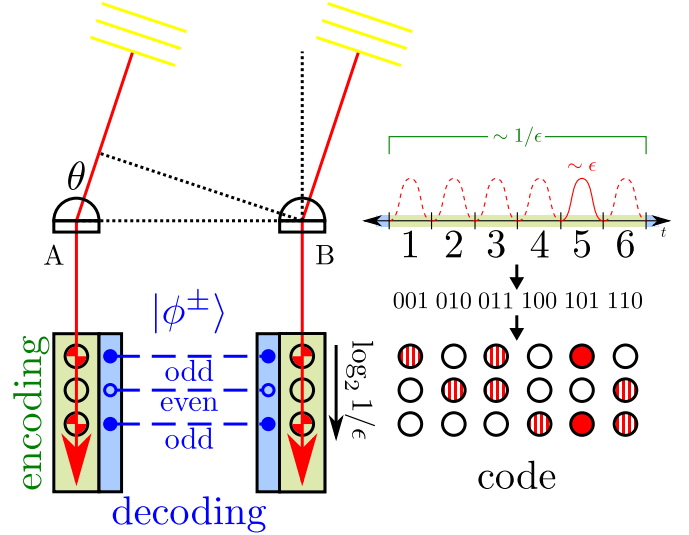 θ
A
B
|ϕ^±⟩
odd
even
odd
encoding
decoding
log₂ 1/ϵ
∼ 1/ϵ
∼ ϵ
t
1 2 3 4 5 6
001 010 011 100 101 110
code